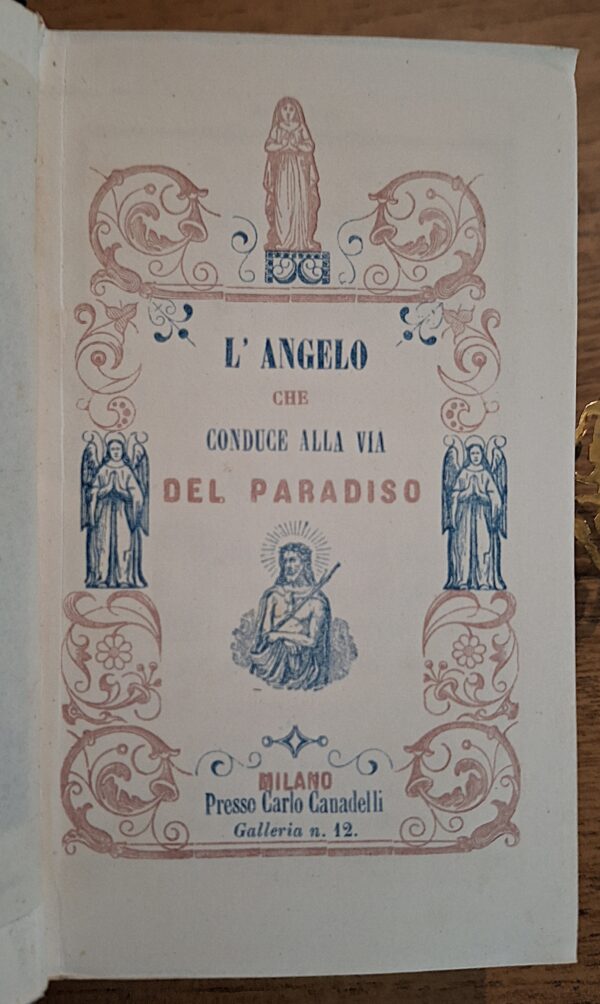 L' ANGELO
CHE
CONDUCE ALLA VIA
DEL PARADISO
MILANO
Presso Carlo Canadelli
Galleria n. 12.